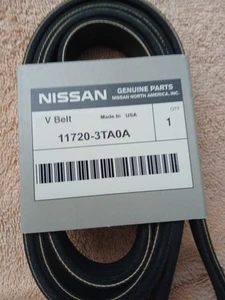 NISSAN
GENUINE PARTS
NISSAN NORTH AMERICA, INC.
V Belt
Made In USA
QTY
11720-3TA0A
1